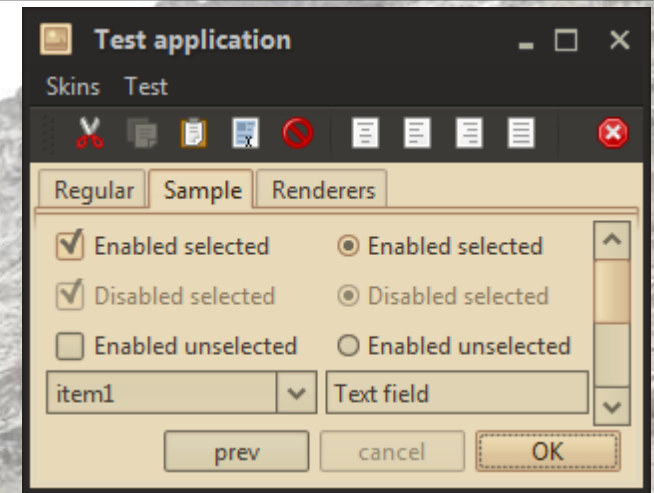 Test application
Skins Test
Regular Sample Renderers
Enabled selected Enabled selected
Disabled selected Disabled selected
Enabled unselected Enabled unselected
item1 Text field
prev cancel OK